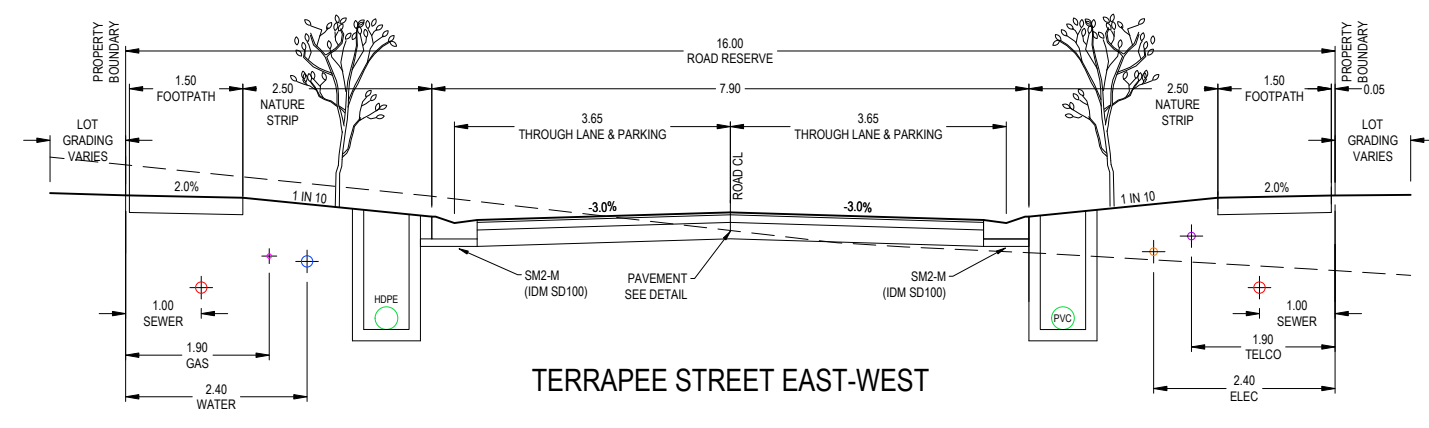 PROPERTY
BOUNDARY
16.00
ROAD RESERVE
PROPERTY
BOUNDARY
1.50
FOOTPATH
2.50
NATURE
STRIP
7.90
2.50
NATURE
STRIP
1.50
FOOTPATH
0.05
LOT
GRADING
VARIES
3.65
THROUGH LANE & PARKING
3.65
THROUGH LANE & PARKING
LOT
GRADING
VARIES
ROAD CL
2.0%
1 IN 10
-3.0%
-3.0%
1 IN 10
2.0%
SM2-M
(IDM SD100)
PAVEMENT
SEE DETAIL
SM2-M
(IDM SD100)
HDPE
PVC
1.00
SEWER
1.00
SEWER
1.90
GAS
1.90
TELCO
2.40
WATER
2.40
ELEC
TERRAPEE STREET EAST-WEST